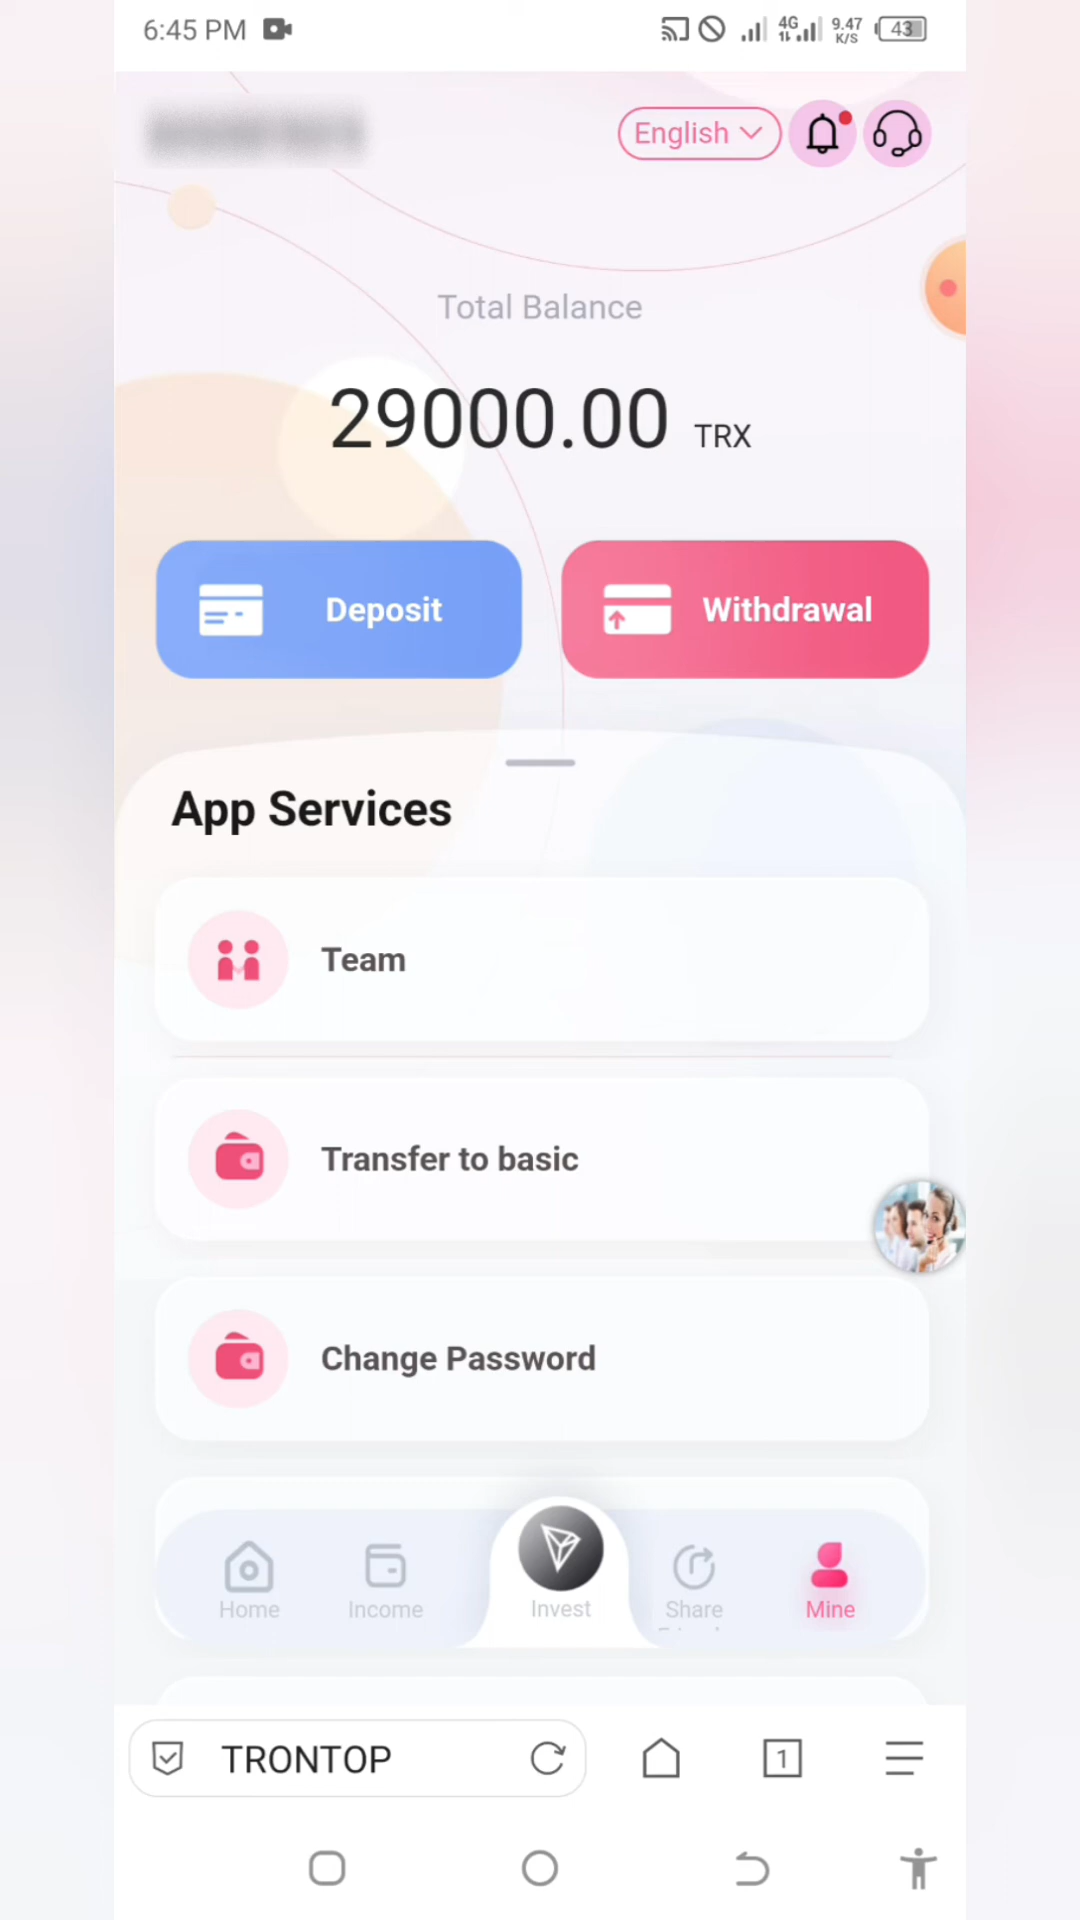 6:45 PM
4G
9.47
K/S
43
English
Total Balance
29000.00 TRX
Deposit
Withdrawal
App Services
Team
Transfer to basic
Change Password
Home
Income
Invest
Share
Mine
TRONTOP
1